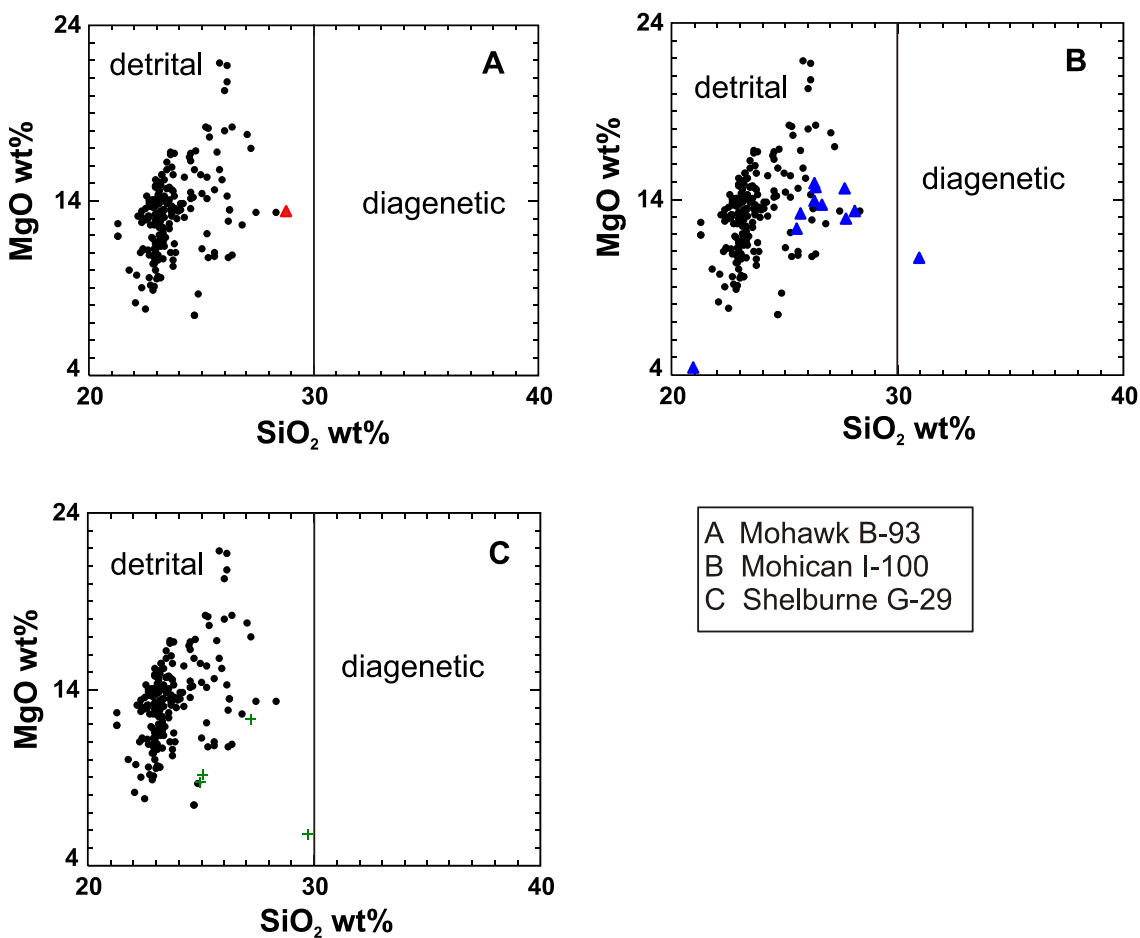 24
detrital
A
MgO wt%
14
diagenetic
4
20
30
40
SiO₂ wt%
24
detrital
B
MgO wt%
14
diagenetic
4
20
30
40
SiO₂ wt%
24
detrital
C
MgO wt%
14
diagenetic
4
20
30
40
SiO₂ wt%
A Mohawk B-93
B Mohican I-100
C Shelburne G-29